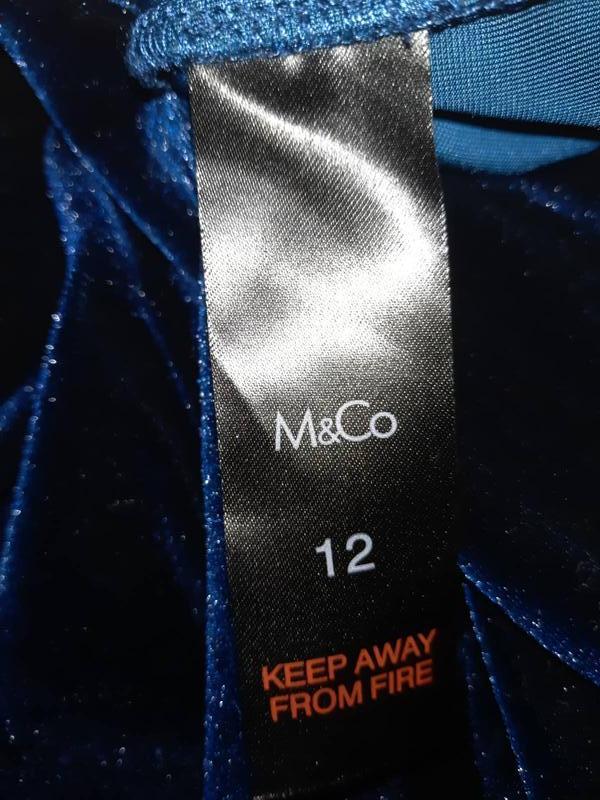 M&Co
12
KEEP AWAY
FROM FIRE